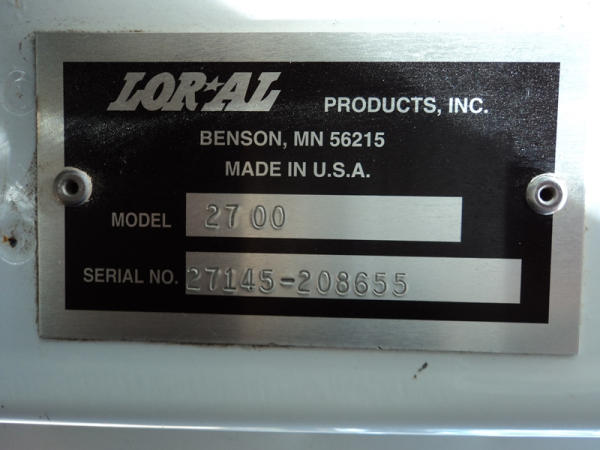 LOR★AL PRODUCTS, INC.
BENSON, MN 56215
MADE IN U.S.A.
MODEL 2700
SERIAL NO. 27145-208655